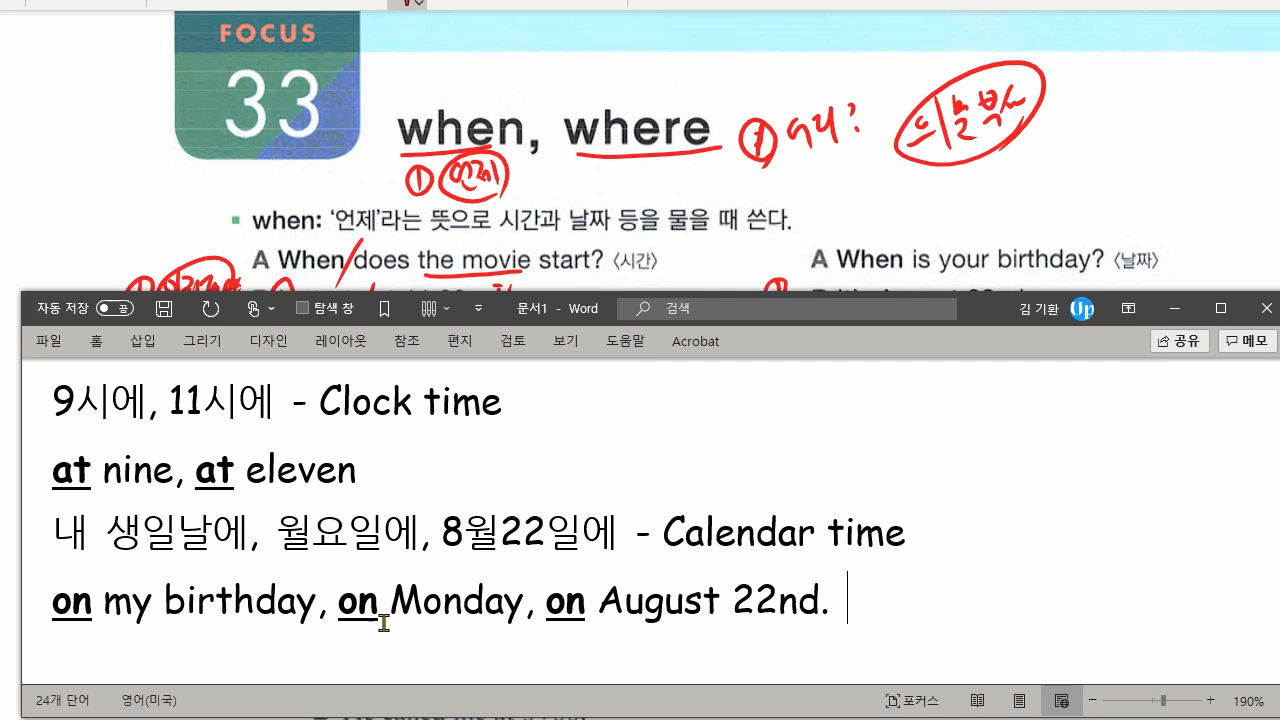 FOCUS
33
when, where
② 어디?
의문부사
① 언제
▪ when: '언제'라는 뜻으로 시간과 날짜 등을 물을 때 쓴다.
A When does the movie start? 〈시간〉
A When is your birthday? 〈날짜〉
자동 저장 끔 탐색 창 문서1 - Word 검색 김 기환 Up
파일 홈 삽입 그리기 디자인 레이아웃 참조 편지 검토 보기 도움말 Acrobat 공유 메모
9시에, 11시에 - Clock time
at nine, at eleven
내 생일날에, 월요일에, 8월22일에 - Calendar time
on my birthday, on Monday, on August 22nd.
24개 단어 영어(미국) 포커스 190%